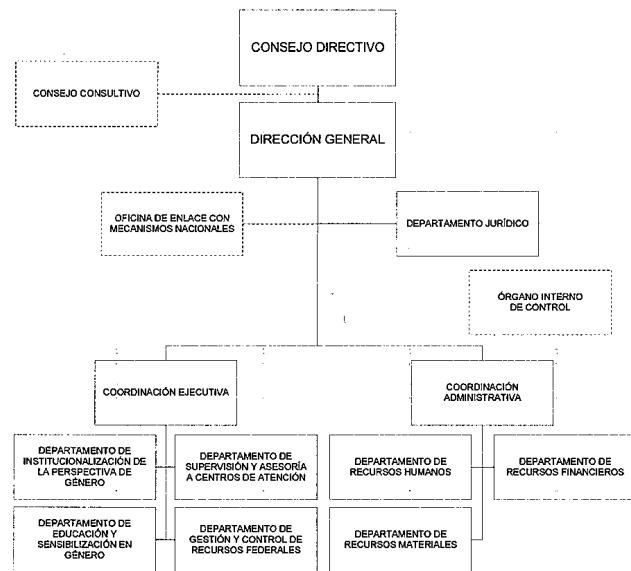 CONSEJO DIRECTIVO
CONSEJO CONSULTIVO
DIRECCIÓN GENERAL
OFICINA DE ENLACE CON
MECANISMOS NACIONALES
DEPARTAMENTO JURÍDICO
ÓRGANO INTERNO
DE CONTROL
COORDINACIÓN EJECUTIVA
COORDINACIÓN
ADMINISTRATIVA
DEPARTAMENTO DE
INSTITUCIONALIZACIÓN DE
LA PERSPECTIVA DE
GÉNERO
DEPARTAMENTO DE
SUPERVISIÓN Y ASESORÍA
A CENTROS DE ATENCIÓN
DEPARTAMENTO DE
RECURSOS HUMANOS
DEPARTAMENTO DE
RECURSOS FINANCIEROS
DEPARTAMENTO DE
EDUCACIÓN Y
SENSIBILIZACIÓN EN
GÉNERO
DEPARTAMENTO DE
GESTIÓN Y CONTROL DE
RECURSOS FEDERALES
DEPARTAMENTO DE
RECURSOS MATERIALES